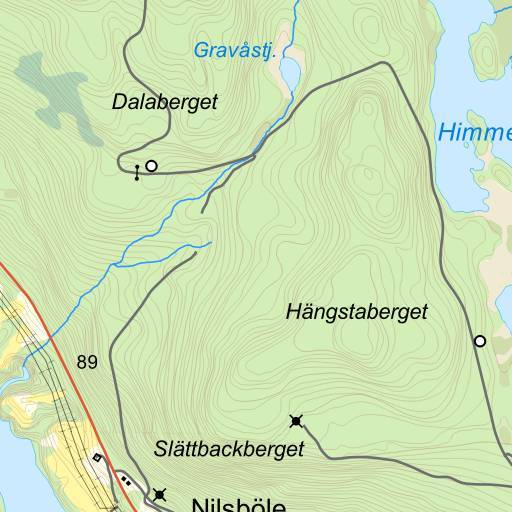 Gravåstj.
Dalaberget
Himme
Hängstaberget
89
Slättbackberget
Nilsböle